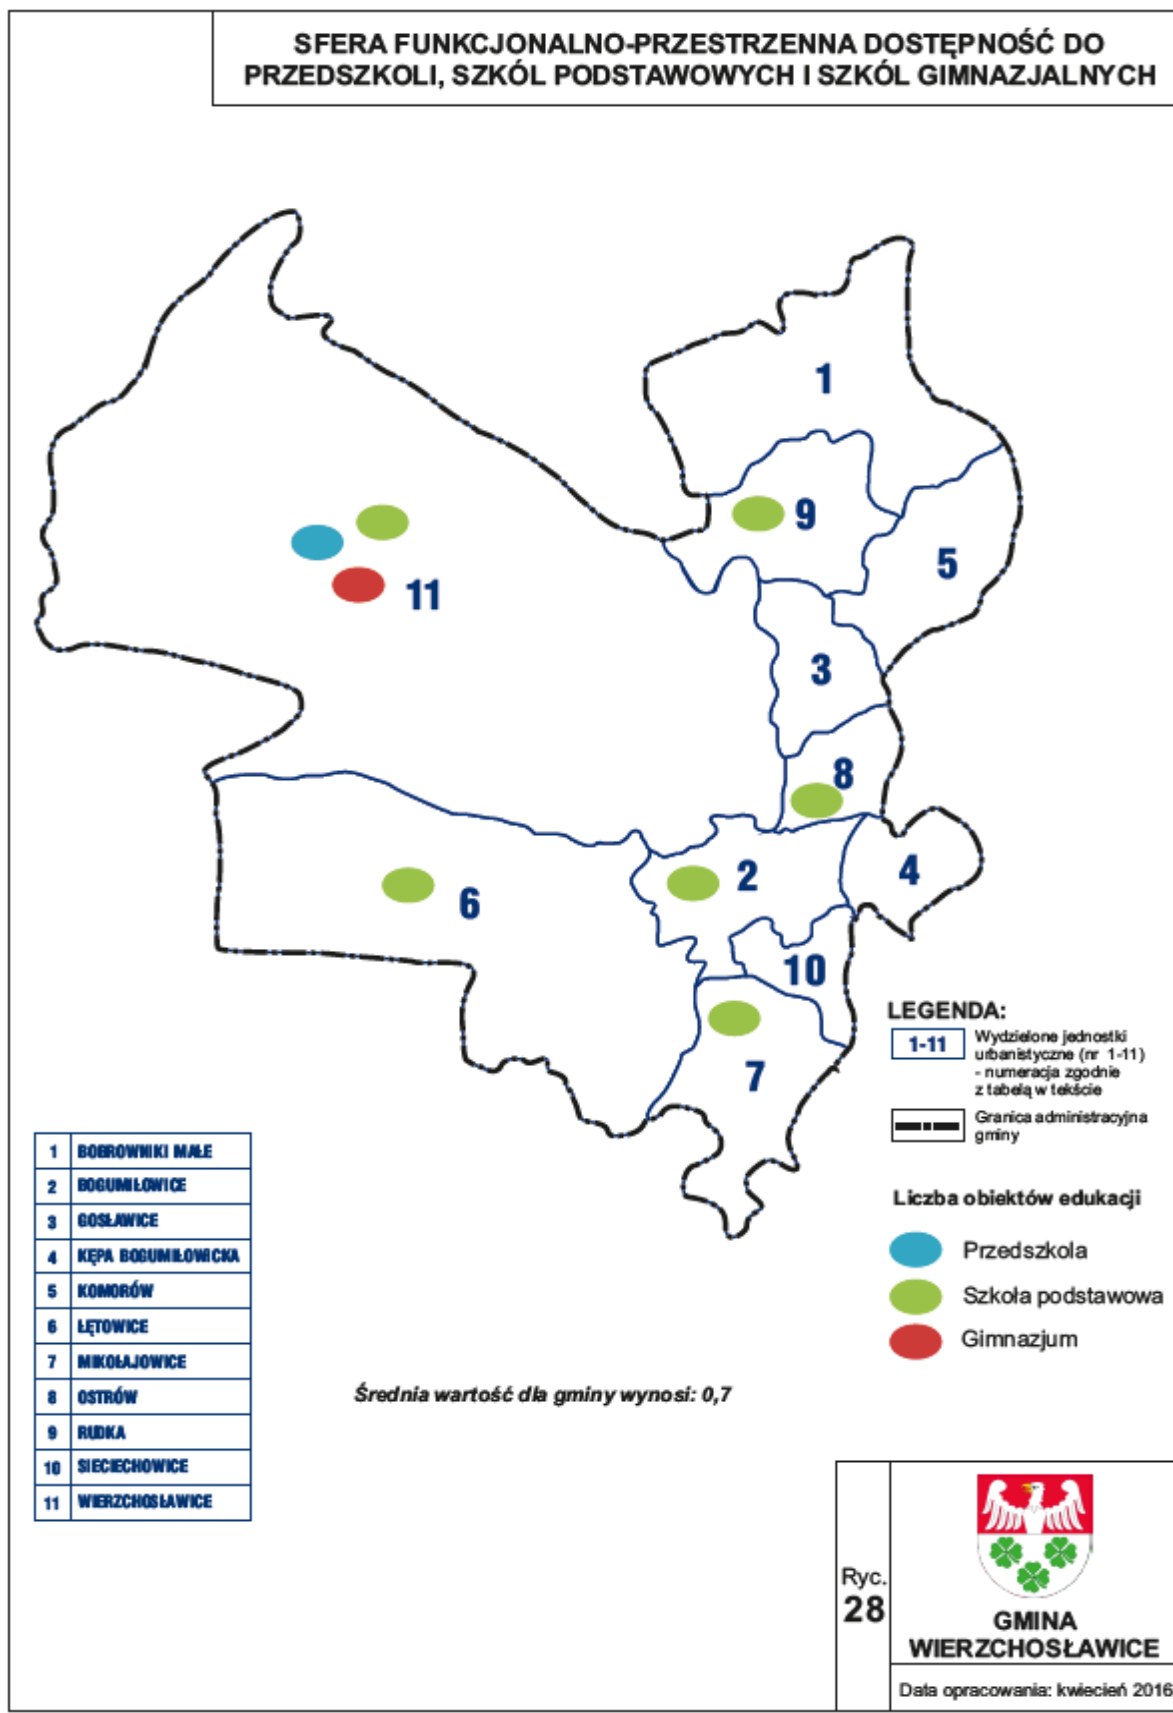 SFERA FUNKCJONALNO-PRZESTRZENNA DOSTĘPNOŚĆ DO
PRZEDSZKOLI, SZKÓL PODSTAWOWYCH I SZKÓL GIMNAZJALNYCH
1
9
5
11
3
8
2
4
6
10
7
LEGENDA:
1-11
Wydzielone jednostki
urbanistyczne (nr 1-11)
- numeracja zgodnie
z tabelą w tekście
Granica administracyjna
gminy
1 BOBROWNIKI MAŁE
2 BOGUMIŁOWICE
3 GOSŁAWICE
4 KĘPA BOGUMIŁOWICKA
5 KOMORÓW
6 ŁĘTOWICE
7 MIKOŁAJOWICE
8 OSTRÓW
9 RUDKA
10 SIECIECHOWICE
11 WIERZCHOSŁAWICE
Liczba obiektów edukacji
Przedszkola
Szkoła podstawowa
Gimnazjum
Średnia wartość dla gminy wynosi: 0,7
Ryc.
28
GMINA
WIERZCHOSŁAWICE
Data opracowania: kwiecień 2016